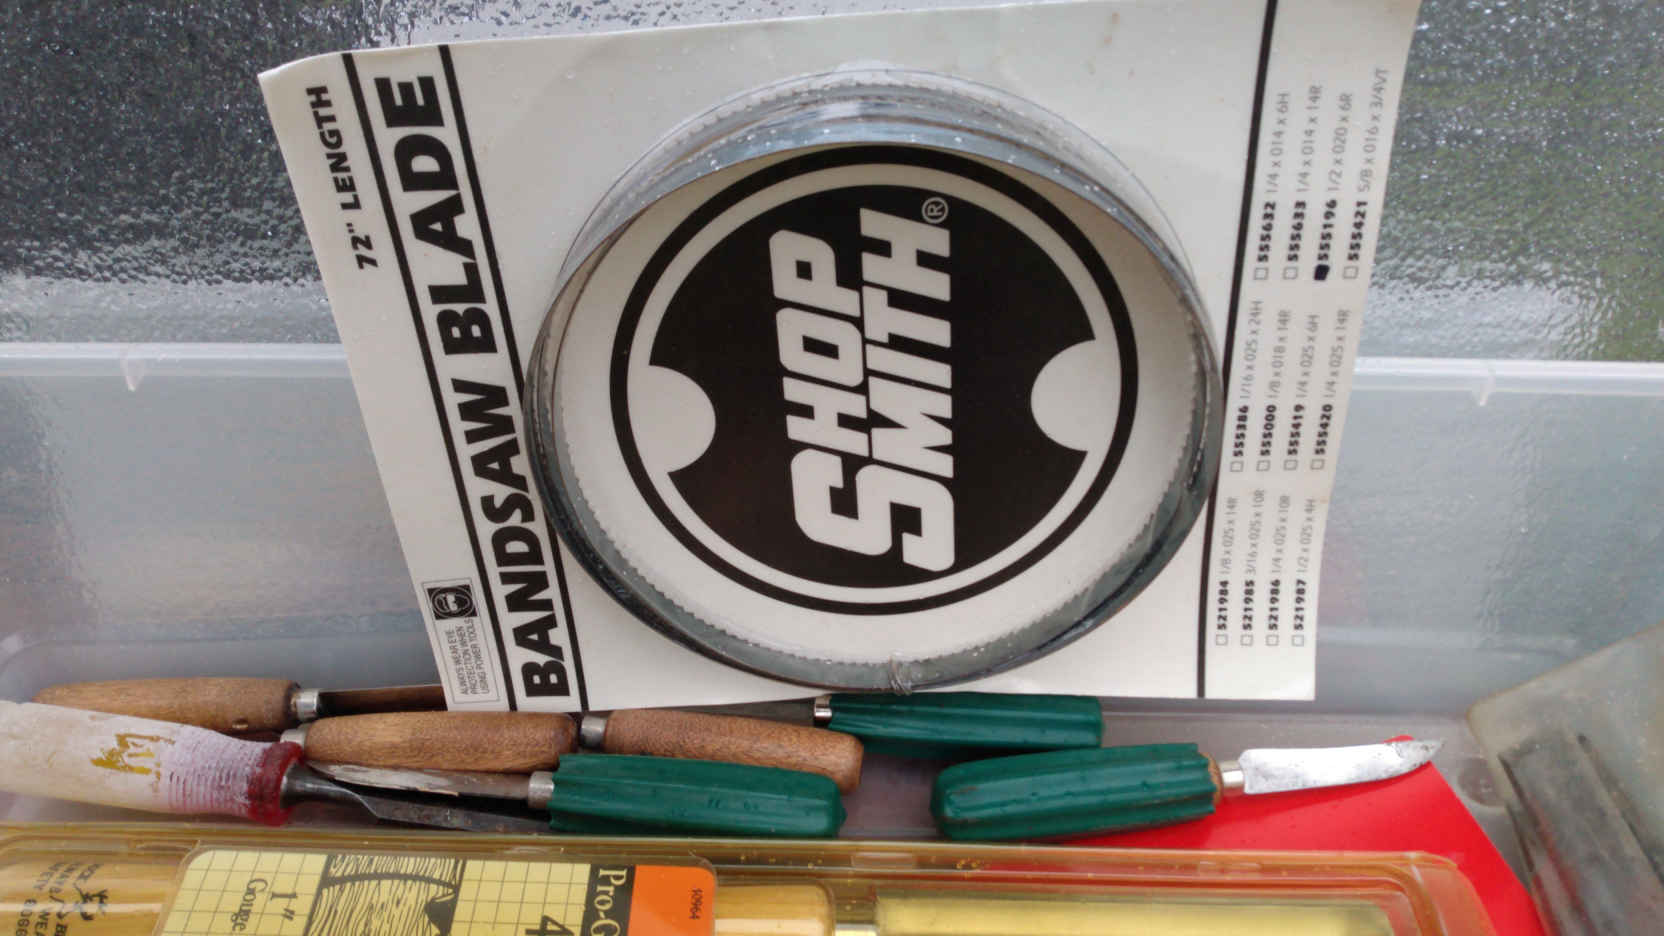 72" LENGTH
BANDSAW BLADE
ALWAYS WEAR EYE
PROTECTION WHEN
USING POWER TOOLS
SHOP
SMITH®
521984 1/8 x 025 x 14R
521985 3/16 x 025 x 10R
521986 1/4 x 025 x 10R
521987 1/2 x 025 x 4H
555386 1/16 x 025 x 24H
555000 1/8 x 018 x 14R
555419 1/4 x 025 x 6H
555420 1/4 x 025 x 14R
555632 1/4 x 014 x 6H
555633 1/4 x 014 x 14R
555196 1/2 x 020 x 6R
555421 5/8 x 016 x 3/4VT
1"
Gouge
10964